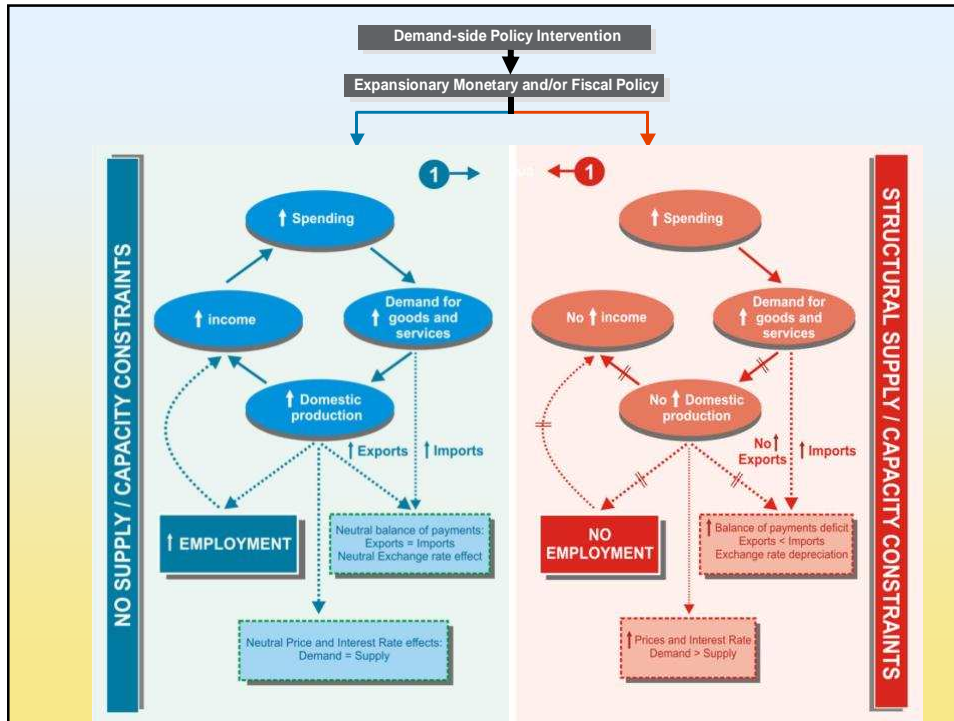 Demand-side Policy Intervention
Expansionary Monetary and/or Fiscal Policy
NO SUPPLY / CAPACITY CONSTRAINTS
1
↑ Spending
↑ income
↑ Demand for
goods and
services
↑ Domestic
production
↑ Exports
↑ Imports
↑ EMPLOYMENT
Neutral balance of payments:
Exports = Imports
Neutral Exchange rate effect
Neutral Price and Interest Rate effects:
Demand = Supply
1
↑ Spending
No ↑ income
↑ Demand for
goods and
services
No ↑ Domestic
production
No ↑
Exports
↑ Imports
NO
EMPLOYMENT
↑ Balance of payments deficit
Exports < Imports
Exchange rate depreciation
↑ Prices and Interest Rate
Demand > Supply
STRUCTURAL SUPPLY / CAPACITY CONSTRAINTS